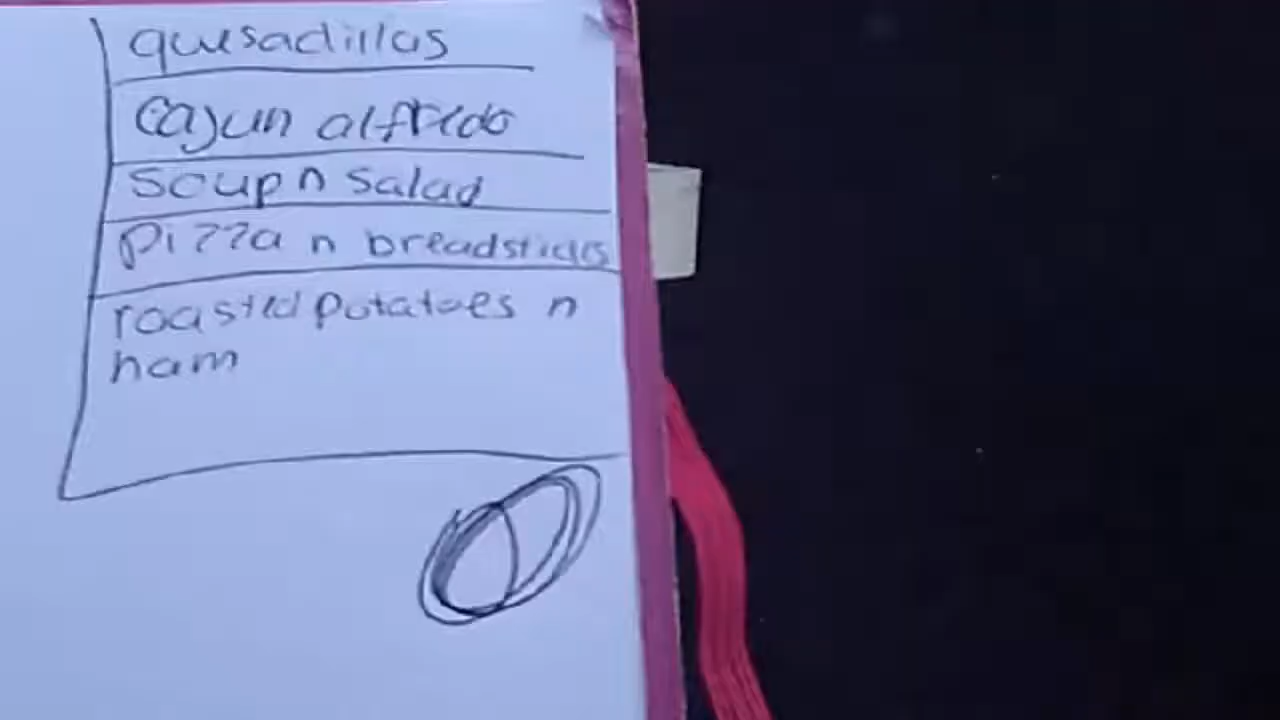 quesadillas
Cajun alfredo
Soup n Salad
pizza n breadsticks
roasted potatoes n
ham